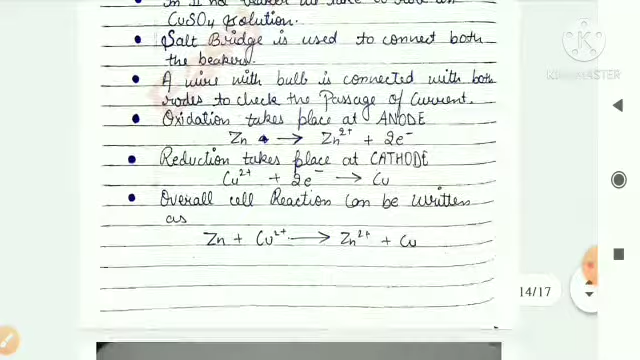 CuSO4 solution.
Salt Bridge is used to connect both
the beakers.
A wire with bulb is connected with both
rodes to check the Passage of Current.
Oxidation takes place at ANODE
Zn → Zn2+ + 2e-
Reduction takes place at CATHODE
Cu2+ + 2e- → Cu
Overall cell Reaction can be written
as
Zn + Cu2+ → Zn2+ + Cu
KINEMASTER
14/17